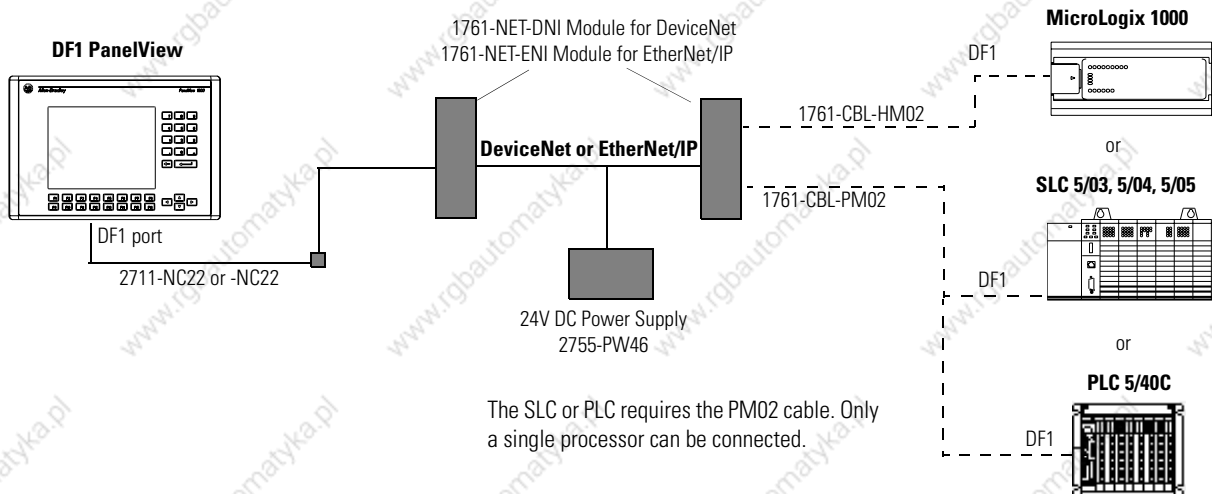 1761-NET-DNI Module for DeviceNet
1761-NET-ENI Module for EtherNet/IP
DF1 PanelView
MicroLogix 1000
DF1
1761-CBL-HM02
or
DeviceNet or EtherNet/IP
SLC 5/03, 5/04, 5/05
1761-CBL-PM02
DF1 port
2711-NC22 or -NC22
DF1
24V DC Power Supply
2755-PW46
or
PLC 5/40C
The SLC or PLC requires the PM02 cable. Only
a single processor can be connected.
DF1
www.rgbautomatyka.pl